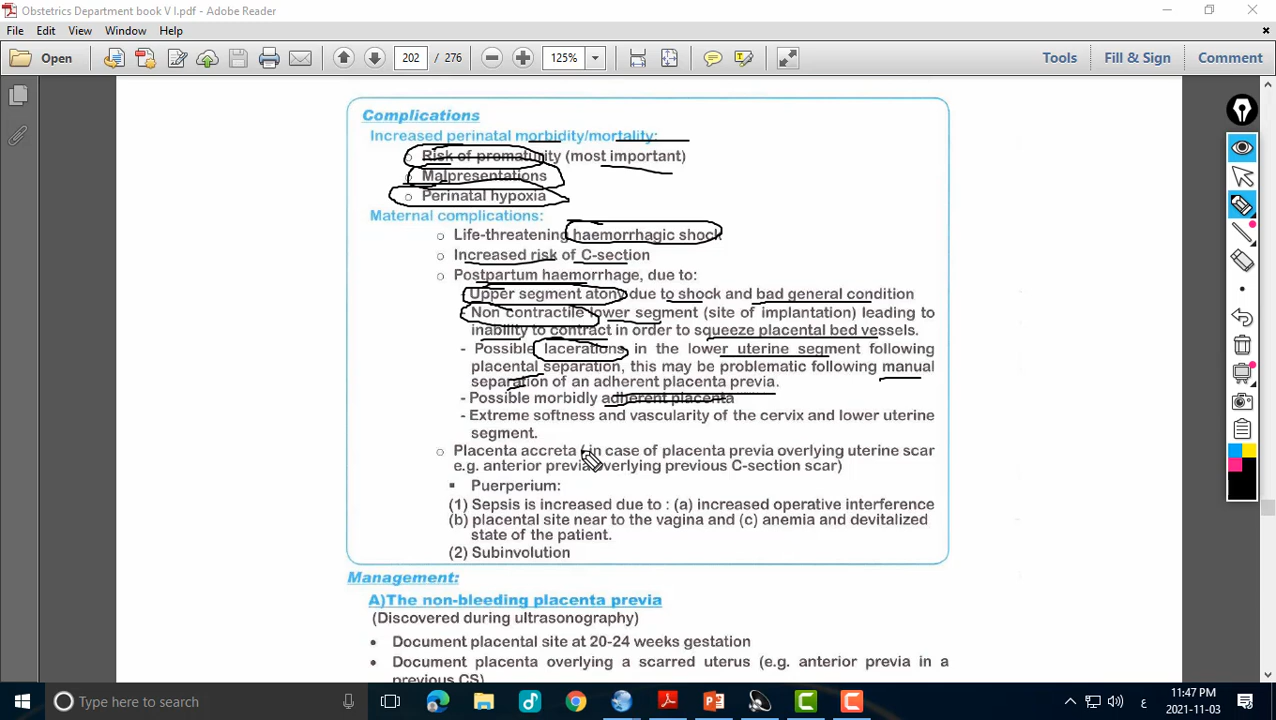 Obstetrics Department book V I.pdf - Adobe Reader
File Edit View Window Help
Open 202 / 276 125% Tools Fill & Sign Comment
Complications
Increased perinatal morbidity/mortality:
○ Risk of prematurity (most important)
○ Malpresentations
○ Perinatal hypoxia
Maternal complications:
○ Life-threatening haemorrhagic shock
○ Increased risk of C-section
○ Postpartum haemorrhage, due to:
- Upper segment atony due to shock and bad general condition
- Non contractile lower segment (site of implantation) leading to
inability to contract in order to squeeze placental bed vessels.
- Possible lacerations in the lower uterine segment following
placental separation, this may be problematic following manual
separation of an adherent placenta previa.
- Possible morbidly adherent placenta
- Extreme softness and vascularity of the cervix and lower uterine
segment.
○ Placenta accreta (in case of placenta previa overlying uterine scar
e.g. anterior previa overlying previous C-section scar)
▪ Puerperium:
(1) Sepsis is increased due to : (a) increased operative interference
(b) placental site near to the vagina and (c) anemia and devitalized
state of the patient.
(2) Subinvolution
Management:
A)The non-bleeding placenta previa
(Discovered during ultrasonography)
• Document placental site at 20-24 weeks gestation
• Document placenta overlying a scarred uterus (e.g. anterior previa in a
previous CS)
Type here to search
ع 11:47 PM
2021-11-03